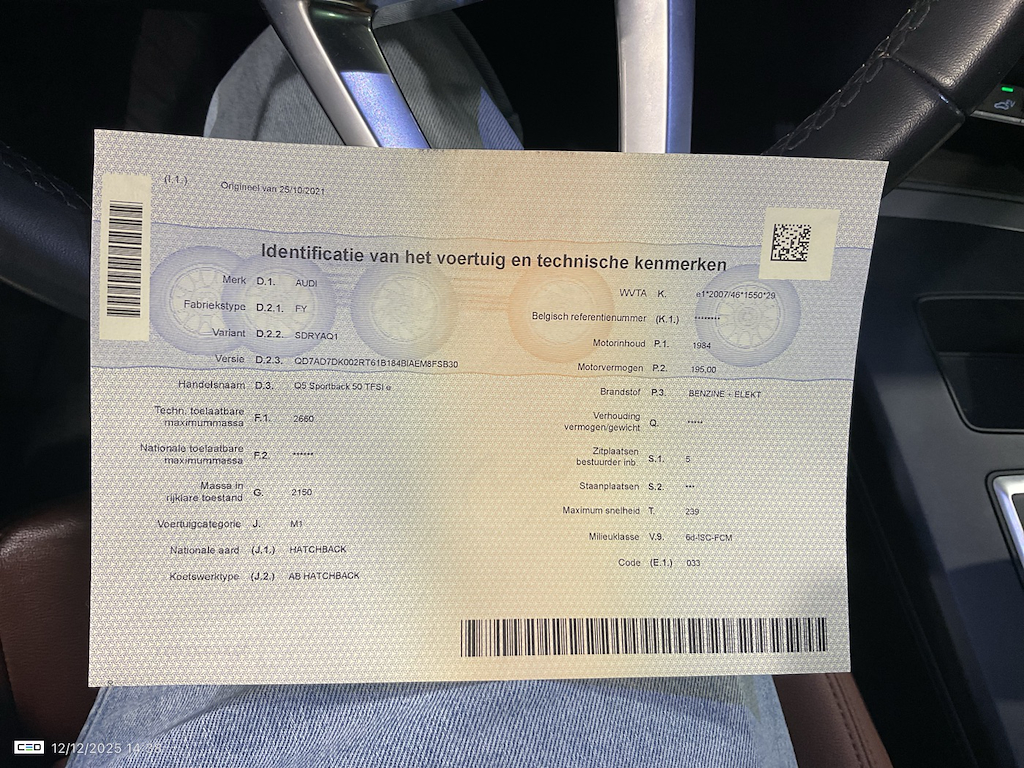 (I.1.)
Origineel van 25/10/2021
Identificatie van het voertuig en technische kenmerken
Merk D.1. AUDI
Fabriekstype D.2.1. FY
Variant D.2.2. SDRYAQ1
Versie D.2.3. QD7AD7DK002RT61B184BIAEM8FSB30
Handelsnaam D.3. Q5 Sportback 50 TFSI e
Techn. toelaatbare
maximummassa F.1. 2660
Nationale toelaatbare
maximummassa F.2. ******
Massa in
rijklare toestand G. 2150
Voertuigcategorie J. M1
Nationale aard (J.1.) HATCHBACK
Koetswerktype (J.2.) AB HATCHBACK
WVTA K. e1*2007/46*1550*29
Belgisch referentienummer (K.1.) ********
Motorinhoud P.1. 1984
Motorvermogen P.2. 195,00
Brandstof P.3. BENZINE + ELEKT
Verhouding
vermogen/gewicht Q. *****
Zitplaatsen
bestuurder inb. S.1. 5
Staanplaatsen S.2. ***
Maximum snelheid T. 239
Milieuklasse V.9. 6d-ISC-FCM
Code (E.1.) 033
12/12/2025